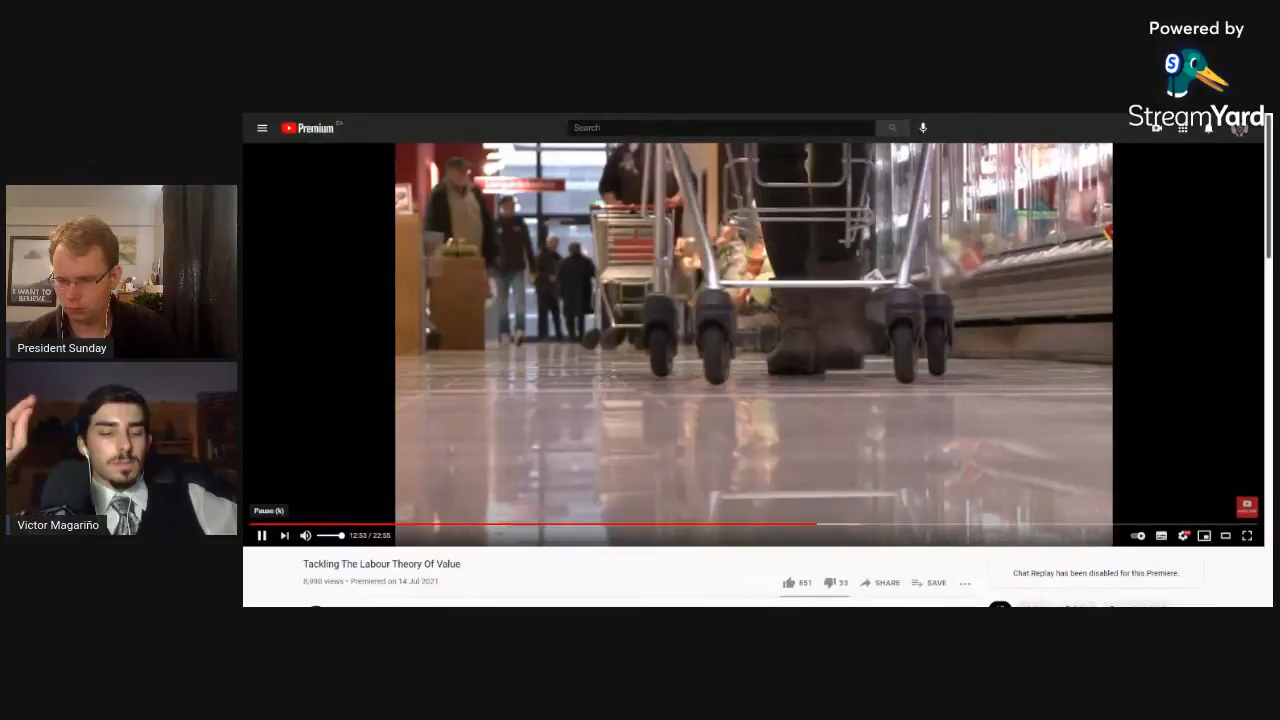 Powered by
StreamYard
Premium
CA
Search
I WANT TO
BELIEVE
President Sunday
Victor Magariño
Pause (k)
12:53 / 22:55
Tackling The Labour Theory Of Value
6,990 views • Premiered on 14 Jul 2021
851
33
SHARE
SAVE
Chat Replay has been disabled for this Premiere.